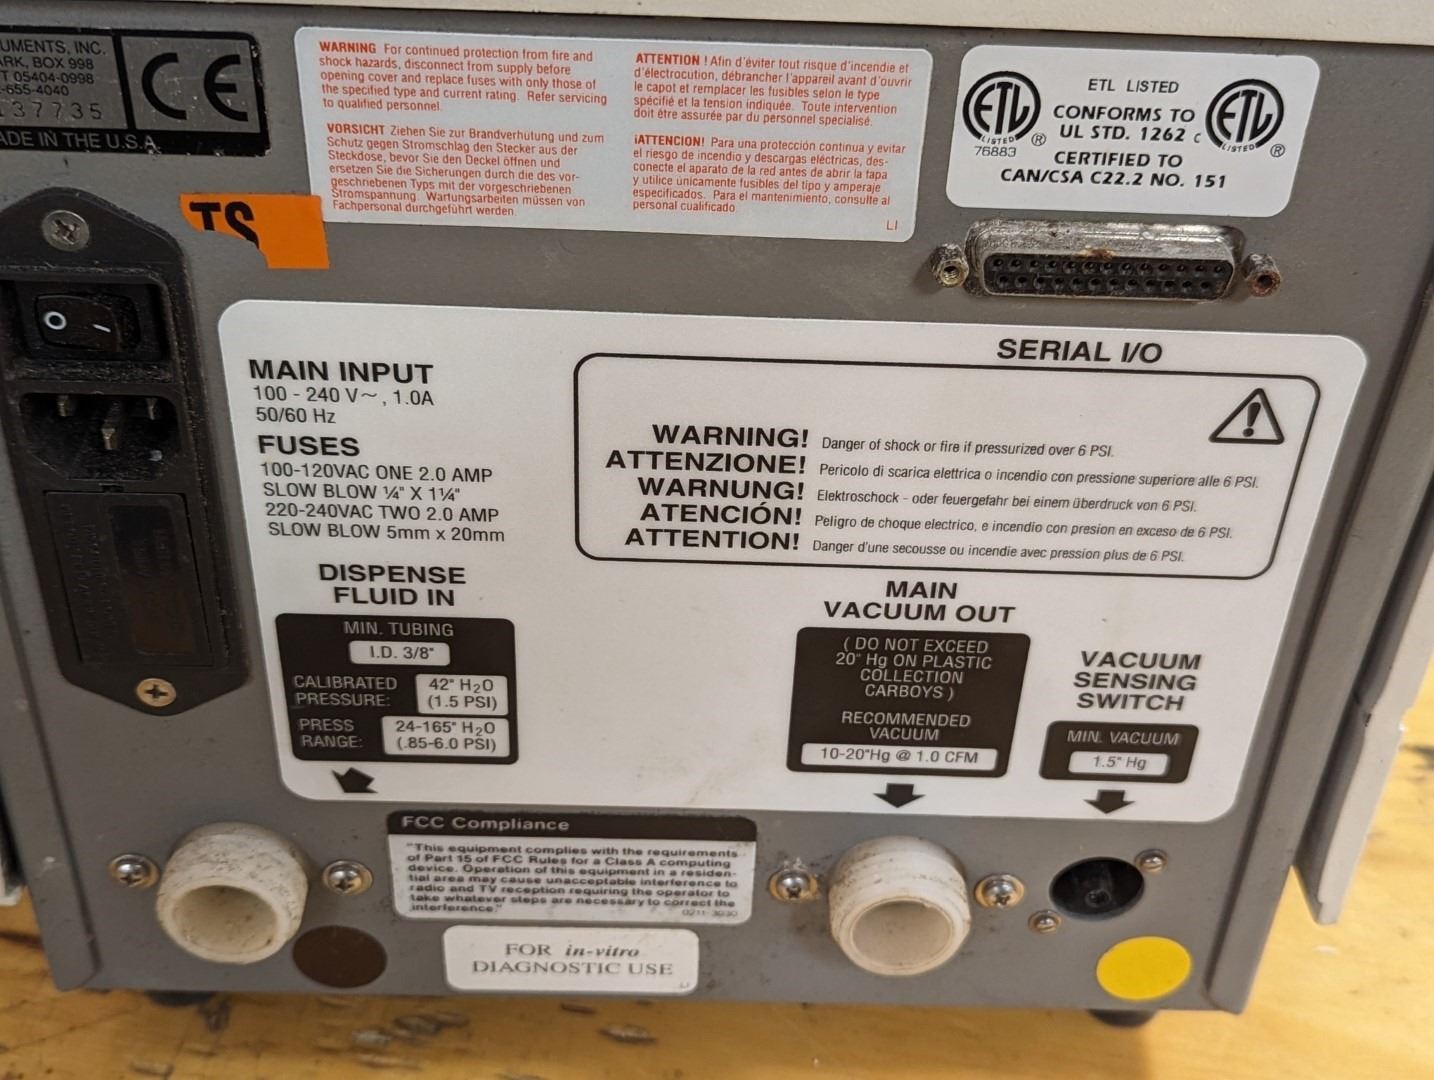 UMENTS, INC.
ARK, BOX 998
T 05404-0998
-655-4040
137735
ADE IN THE U.S.A.
CE
WARNING For continued protection from fire and
shock hazards, disconnect from supply before
opening cover and replace fuses with only those of
the specified type and current rating. Refer servicing
to qualified personnel.
VORSICHT Ziehen Sie zur Brandverhutung und zum
Schutz gegen Stromschlag den Stecker aus der
Steckdose, bevor Sie den Deckel öffnen und
ersetzen Sie die Sicherung durch die des vor-
geschriebenen Typs mit der vorgeschriebenen
Stromspannung. Wartungsarbeiten müssen von
Fachpersonal durchgeführt werden.
ATTENTION ! Afin d'éviter tout risque d'incendie et
d'électrocution, débrancher l'appareil avant d'ouvrir
le capot et remplacer les fusibles selon le type
spécifié et la tension indiquée. Toute intervention
doit être assurée par du personnel specialisé.
¡ATTENCION! Para una protección continua y evitar
el riesgo de incendio y descargas eléctricas, des-
conecte el aparato de la red antes de abrir la tapa
y utilice únicamente fusibles del tipo y amperaje
especificados. Para el mantenimiento, consulte al
personal cualificado
LI
ETL LISTED
CONFORMS TO
UL STD. 1262
CERTIFIED TO
CAN/CSA C22.2 NO. 151
ETL
LISTED
®
76883
C
ETL
LISTED
®
TS
O –
SERIAL I/O
MAIN INPUT
100 - 240 V~, 1.0A
50/60 Hz
FUSES
100-120VAC ONE 2.0 AMP
SLOW BLOW ¼" X 1¼"
220-240VAC TWO 2.0 AMP
SLOW BLOW 5mm x 20mm
WARNING! Danger of shock or fire if pressurized over 6 PSI.
ATTENZIONE! Pericolo di scarica elettrica o incendio con pressione superiore alle 6 PSI.
WARNUNG! Elektroschock - oder feuergefahr bei einem überdruck von 6 PSI.
ATENCIÓN! Peligro de choque electrico, e incendio con presion en exceso de 6 PSI.
ATTENTION! Danger d'une secousse ou incendie avec pression plus de 6 PSI.
DISPENSE
FLUID IN
MIN. TUBING
I.D. 3/8"
CALIBRATED
PRESSURE:
42" H2O
(1.5 PSI)
PRESS
RANGE:
24-165" H2O
(.85-6.0 PSI)
MAIN
VACUUM OUT
( DO NOT EXCEED
20" Hg ON PLASTIC
COLLECTION
CARBOYS )
RECOMMENDED
VACUUM
10-20"Hg @ 1.0 CFM
VACUUM
SENSING
SWITCH
MIN. VACUUM
1.5" Hg
FCC Compliance
"This equipment complies with the requirements
of Part 15 of FCC Rules for a Class A computing
device. Operation of this equipment in a residen-
tial area may cause unacceptable interference to
radio and TV reception requiring the operator to
take whatever steps are necessary to correct the
interference."
0211-3030
FOR in-vitro
DIAGNOSTIC USE
LI